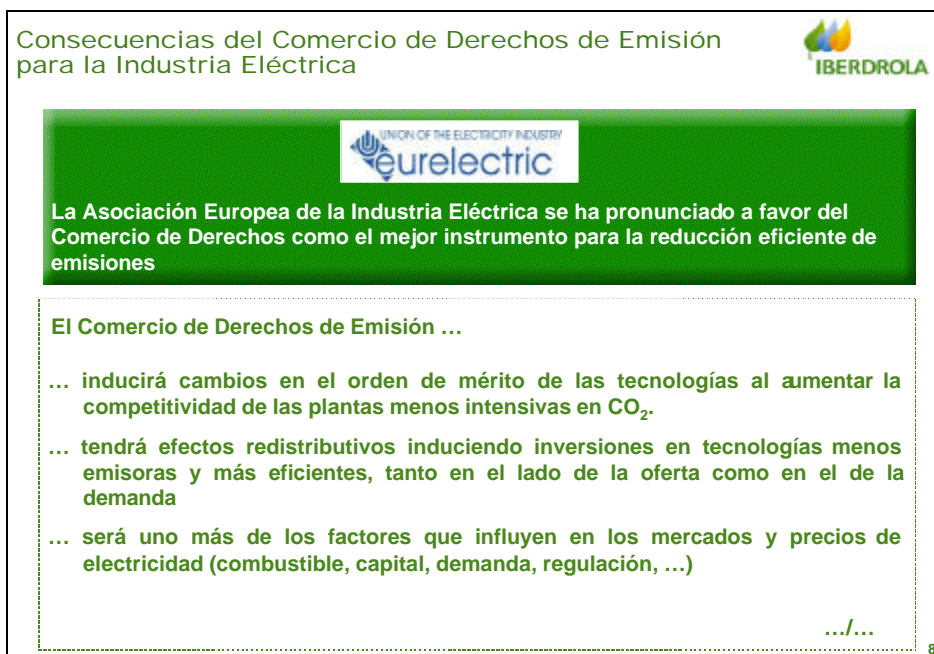 Consecuencias del Comercio de Derechos de Emisión
para la Industria Eléctrica
IBERDROLA
UNION OF THE ELECTRICITY INDUSTRY
eurelectric
La Asociación Europea de la Industria Eléctrica se ha pronunciado a favor del
Comercio de Derechos como el mejor instrumento para la reducción eficiente de
emisiones
El Comercio de Derechos de Emisión …
… inducirá cambios en el orden de mérito de las tecnologías al aumentar la
competitividad de las plantas menos intensivas en CO₂.
… tendrá efectos redistributivos induciendo inversiones en tecnologías menos
emisoras y más eficientes, tanto en el lado de la oferta como en el de la
demanda
… será uno más de los factores que influyen en los mercados y precios de
electricidad (combustible, capital, demanda, regulación, …)
…/…
8